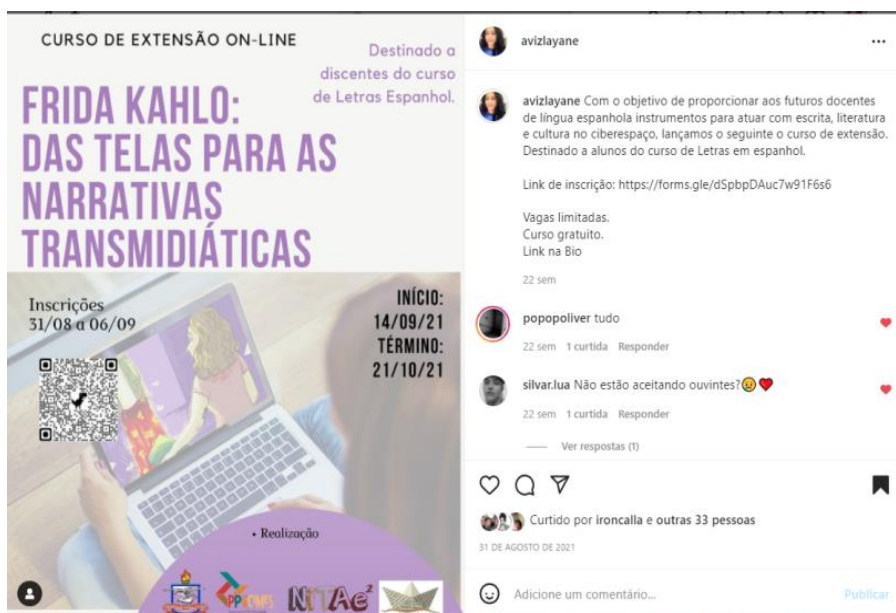 CURSO DE EXTENSÃO ON-LINE
Destinado a
discentes do curso
de Letras Espanhol.
FRIDA KAHLO:
DAS TELAS PARA AS
NARRATIVAS
TRANSMIDIÁTICAS
Inscrições
31/08 a 06/09
INÍCIO:
14/09/21
TÉRMINO:
21/10/21
• Realização
NiTAe²
avizlayane
avizlayane Com o objetivo de proporcionar aos futuros docentes
de língua espanhola instrumentos para atuar com escrita, literatura
e cultura no ciberespaço, lançamos o seguinte o curso de extensão.
Destinado a alunos do curso de Letras em espanhol.
Link de inscrição: https://forms.gle/dSpbpDAuc7w91F6s6
Vagas limitadas.
Curso gratuito.
Link na Bio
22 sem
popopoliver tudo
22 sem 1 curtida Responder
silvar.lua Não estão aceitando ouvintes?😢❤️
22 sem 1 curtida Responder
Ver respostas (1)
Curtido por ironcalla e outras 33 pessoas
31 DE AGOSTO DE 2021
Adicione um comentário... Publicar